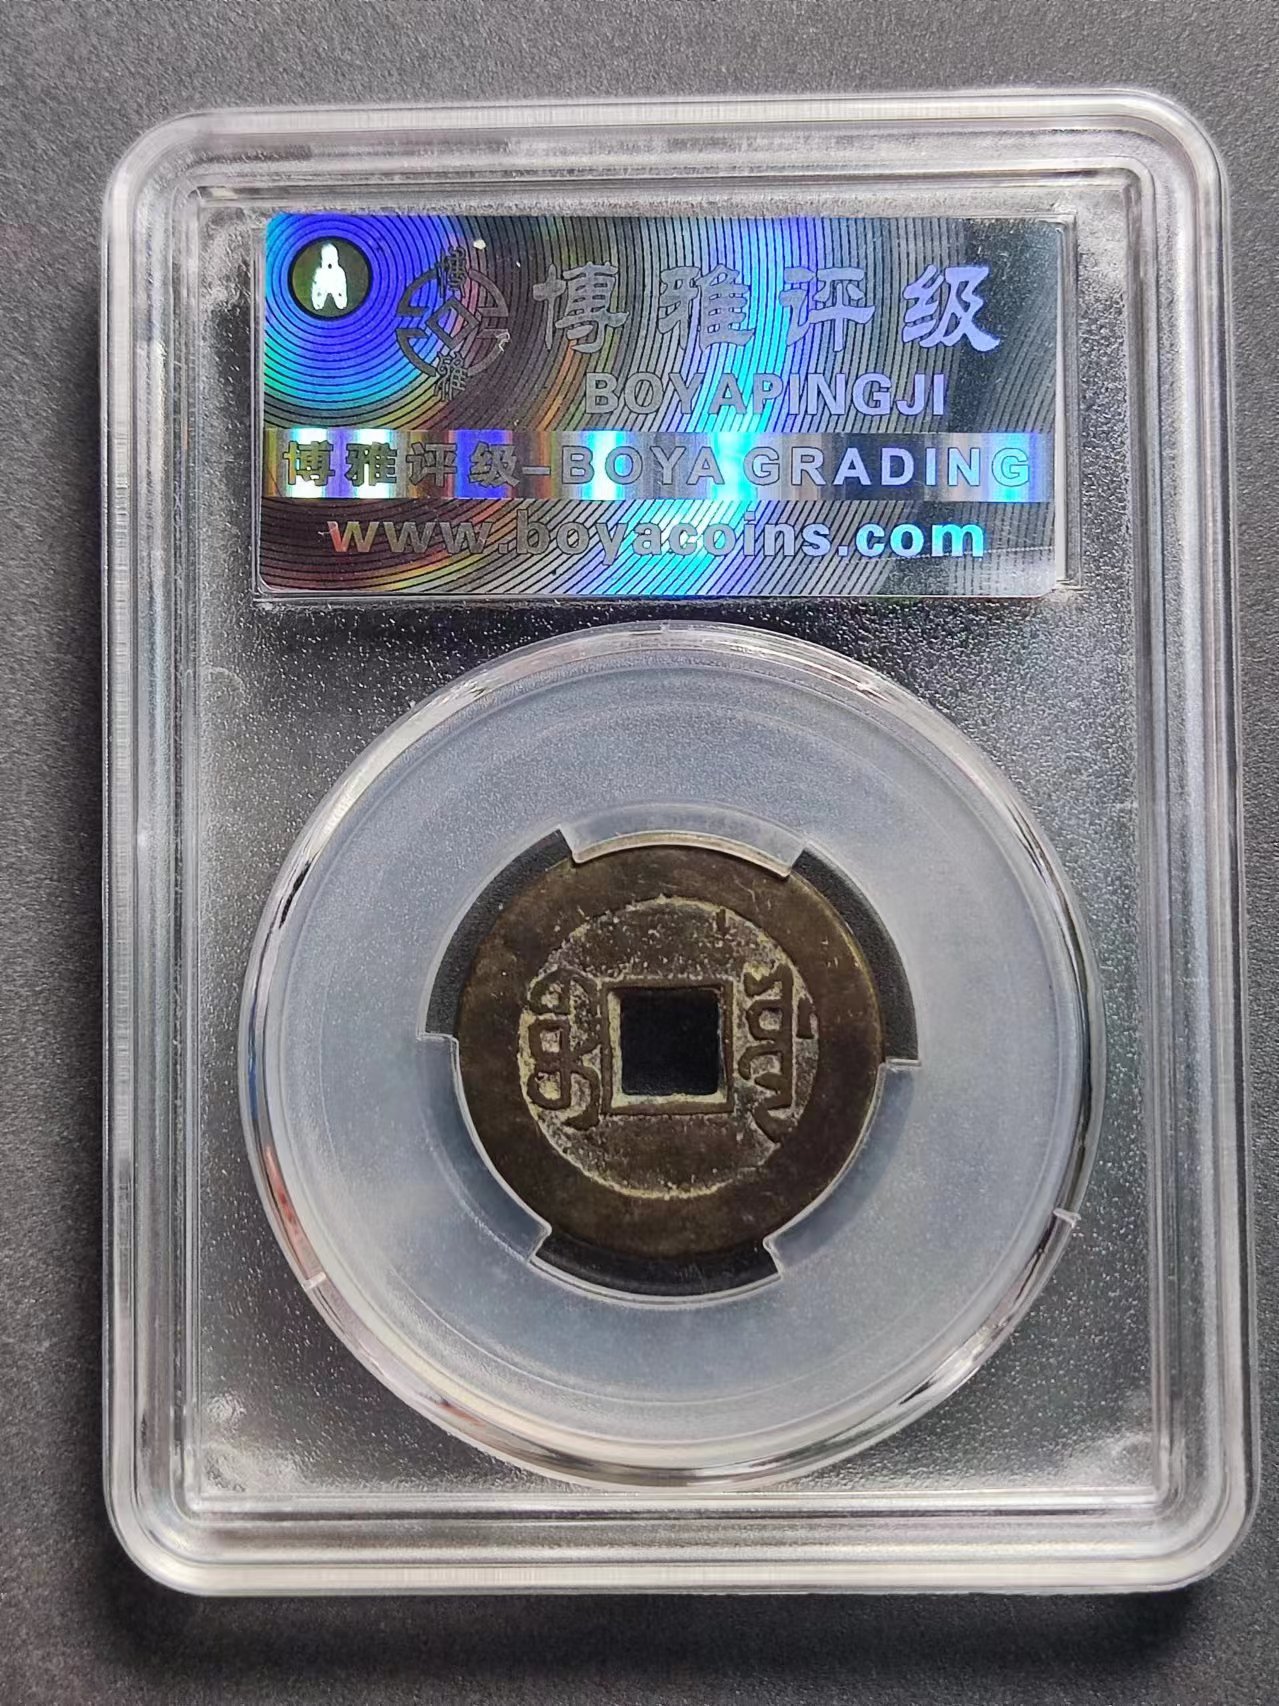 博雅评级
BOYAPINGJI
博雅评级–BOYA GRADING
www.boyacoins.com